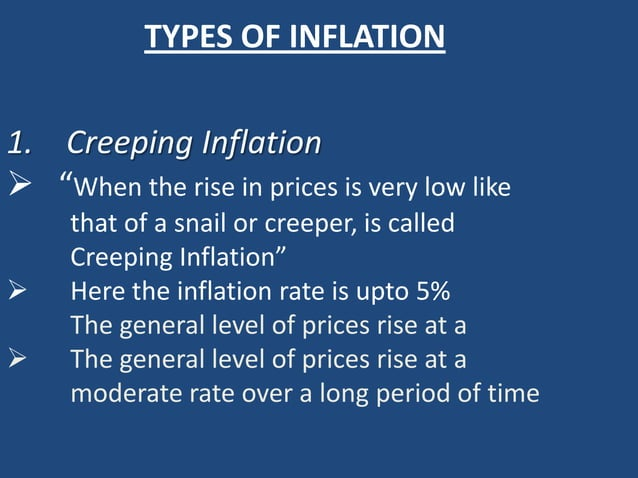 TYPES OF INFLATION
1. Creeping Inflation
➢ “When the rise in prices is very low like
that of a snail or creeper, is called
Creeping Inflation”
➢ Here the inflation rate is upto 5%
The general level of prices rise at a
➢ The general level of prices rise at a
moderate rate over a long period of time